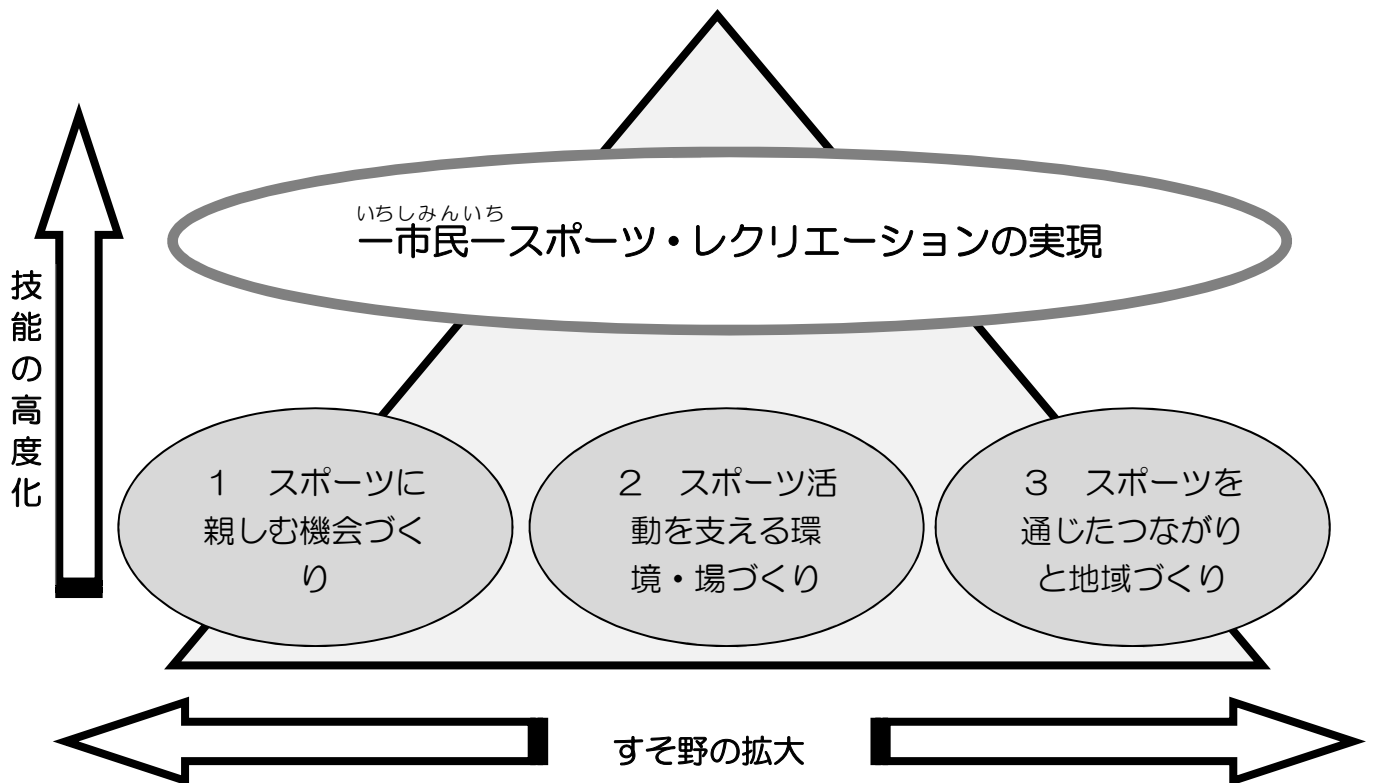 いちしみんいち
一市民一スポーツ・レクリエーションの実現
技能の高度化
１　スポーツに
親しむ機会づく
り
２　スポーツ活
動を支える環
境・場づくり
３　スポーツを
通じたつながり
と地域づくり
すそ野の拡大